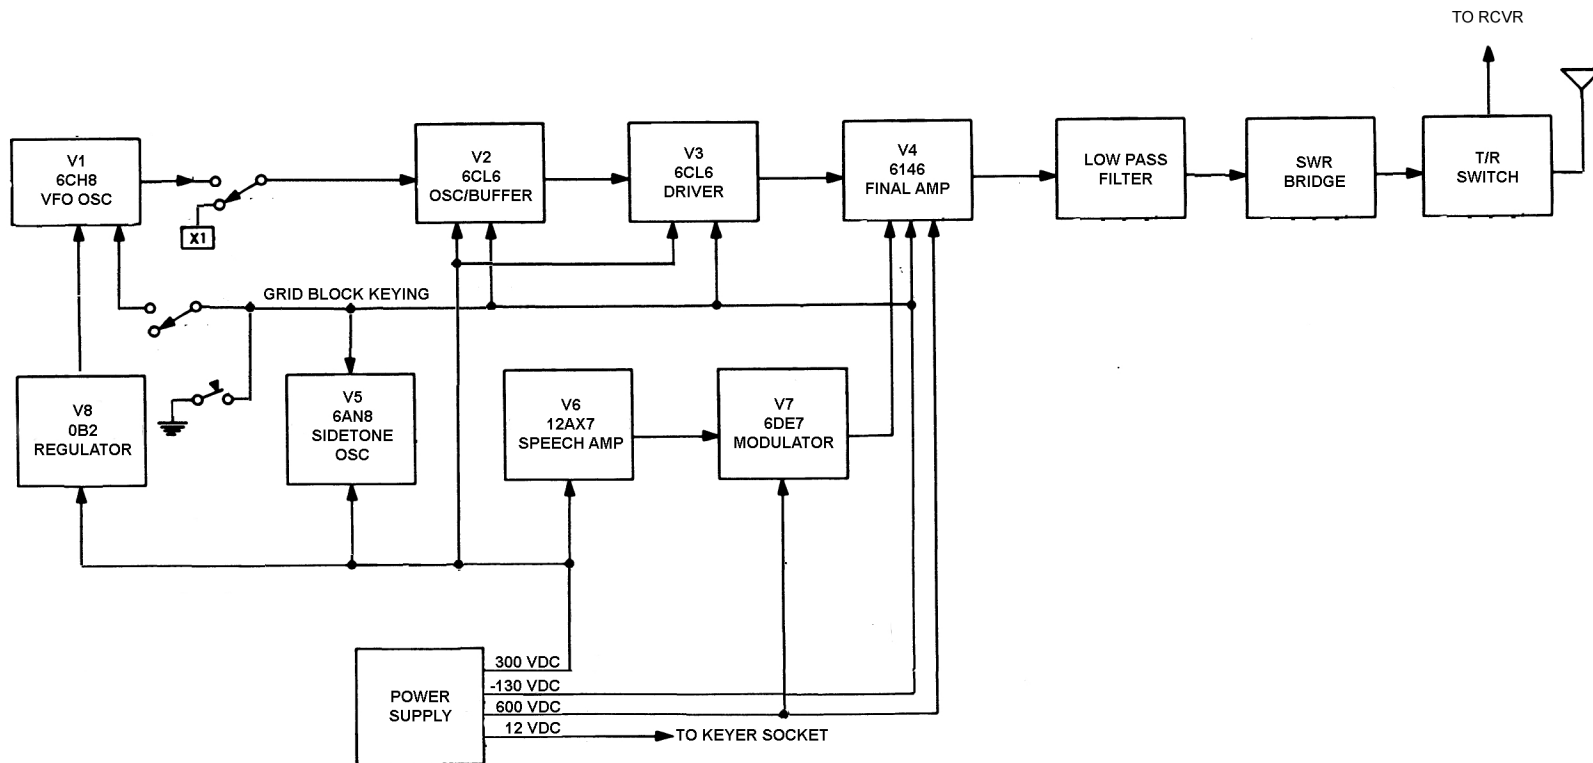 TO RCVR
V1
6CH8
VFO OSC
X1
V2
6CL6
OSC/BUFFER
V3
6CL6
DRIVER
V4
6146
FINAL AMP
LOW PASS
FILTER
SWR
BRIDGE
T/R
SWITCH
GRID BLOCK KEYING
V8
0B2
REGULATOR
V5
6AN8
SIDETONE
OSC
V6
12AX7
SPEECH AMP
V7
6DE7
MODULATOR
POWER
SUPPLY
300 VDC
-130 VDC
600 VDC
12 VDC
TO KEYER SOCKET